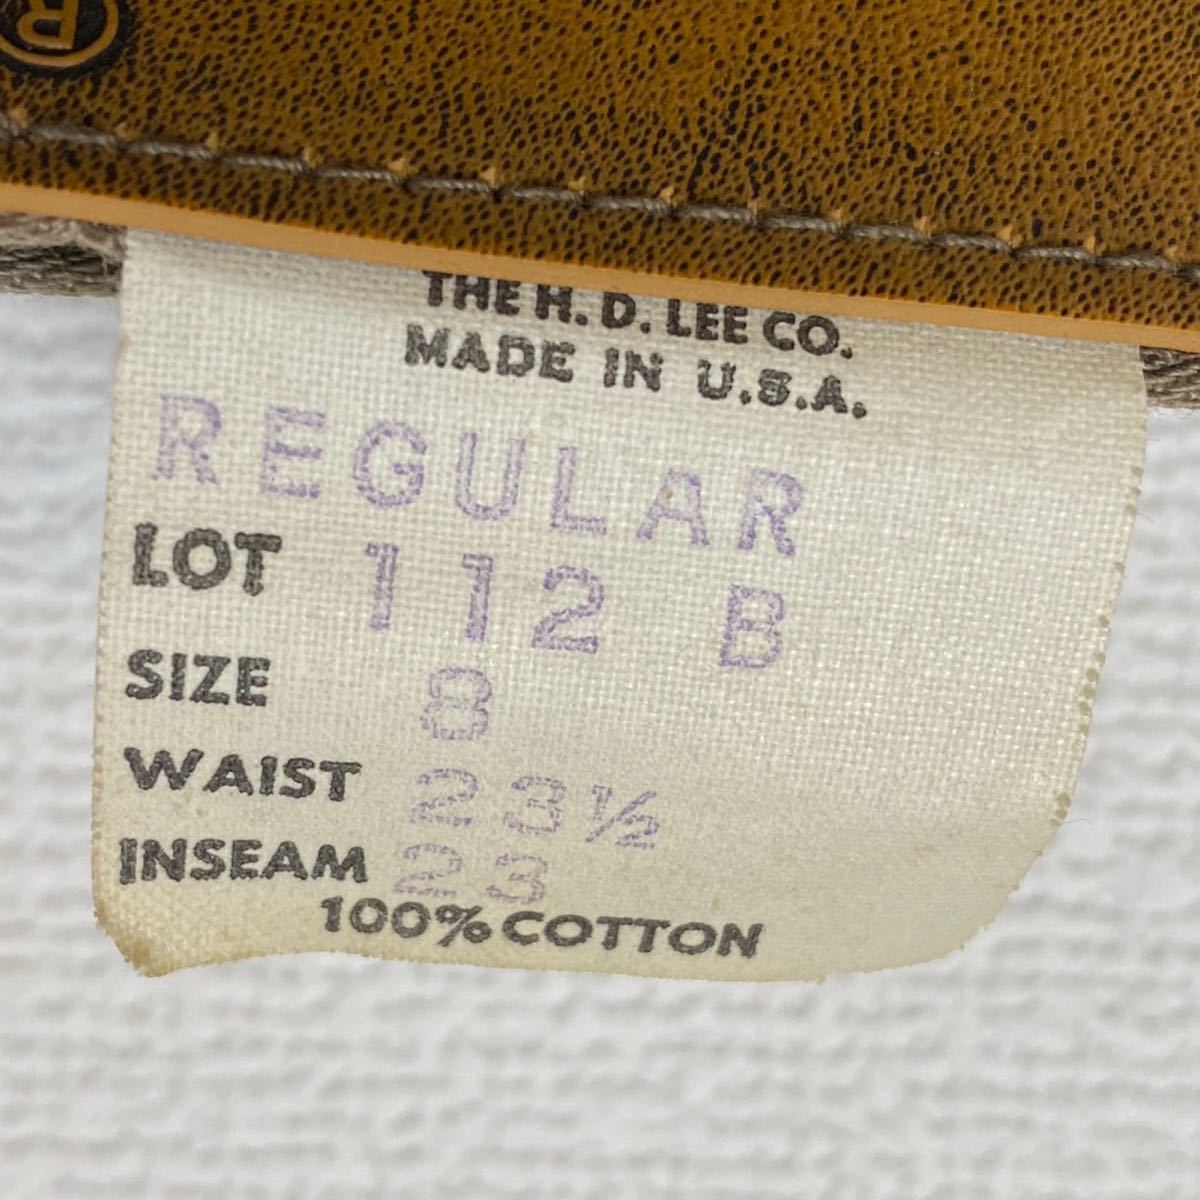 ®
THE H. D. LEE CO.
MADE IN U.S.A.
REGULAR
LOT 112 B
SIZE 8
WAIST 23½
INSEAM 23
100% COTTON